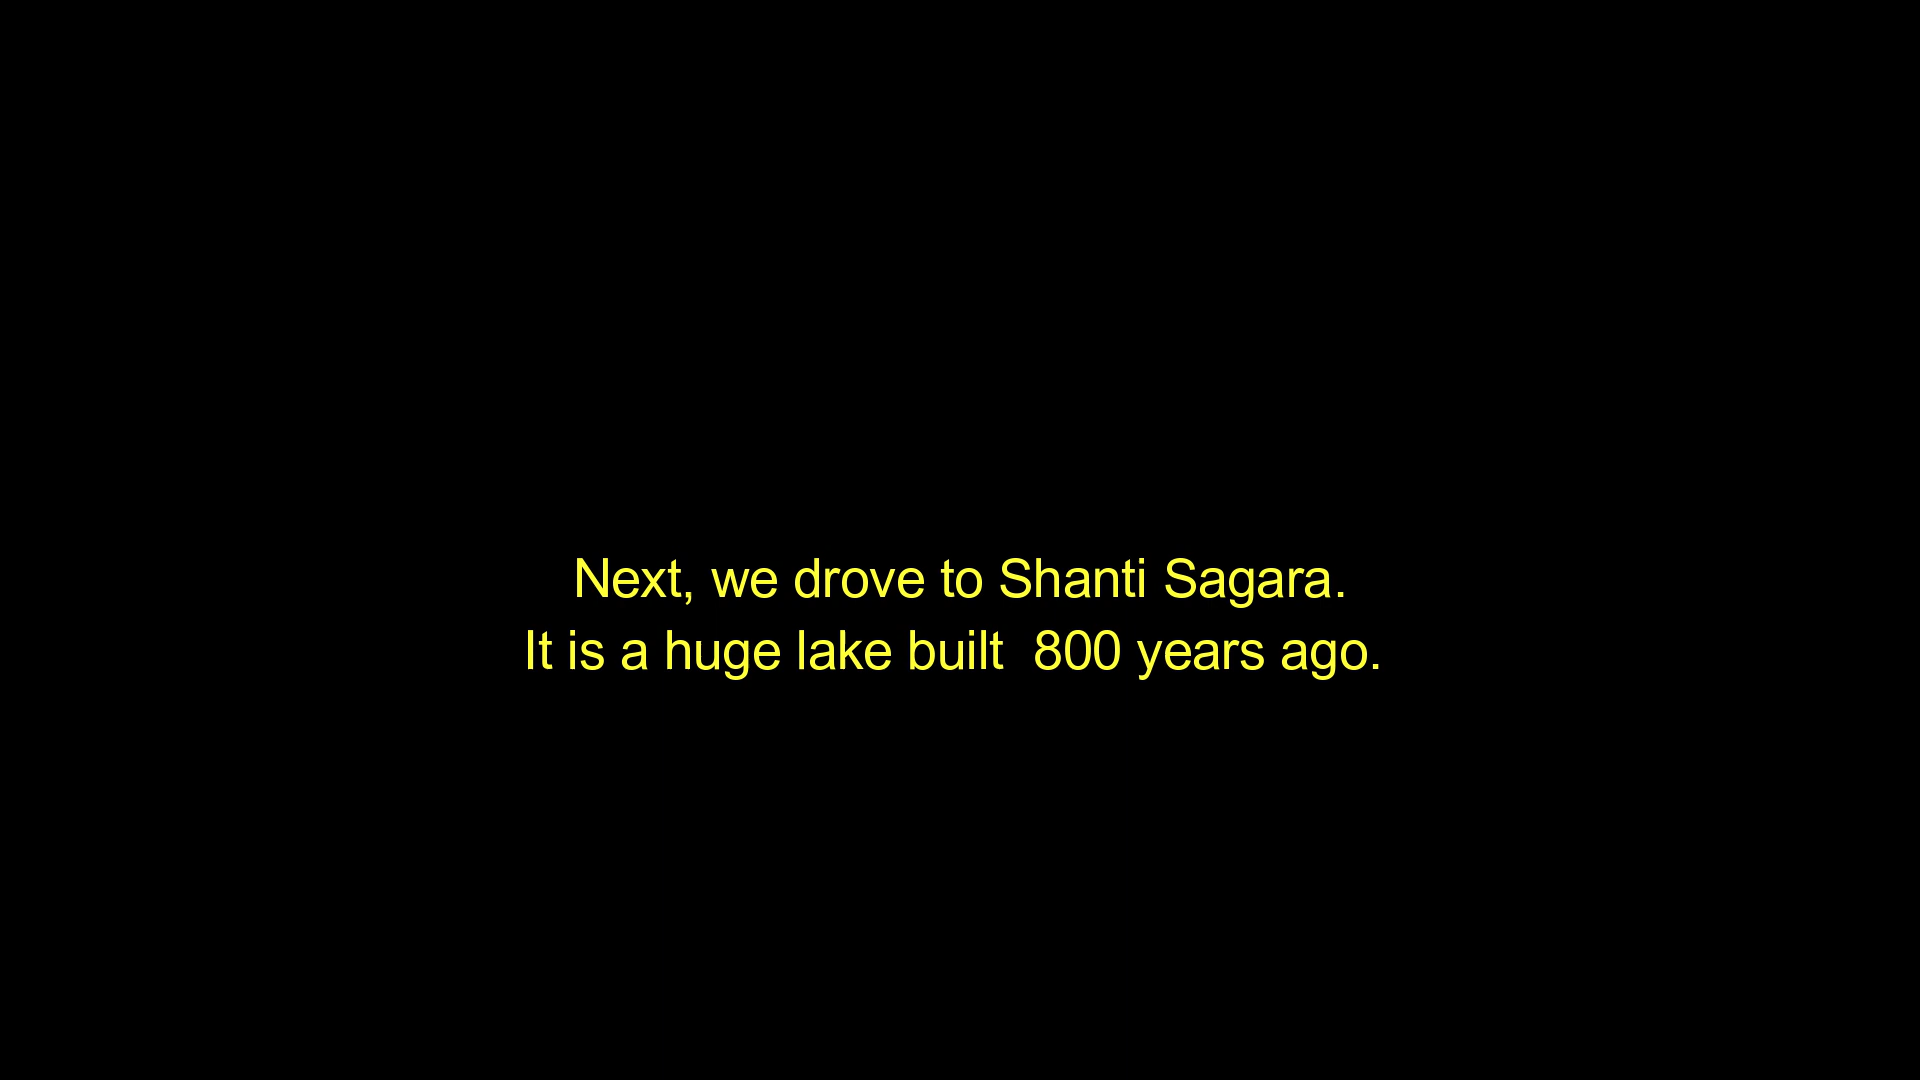 Next, we drove to Shanti Sagara.
It is a huge lake built  800 years ago.